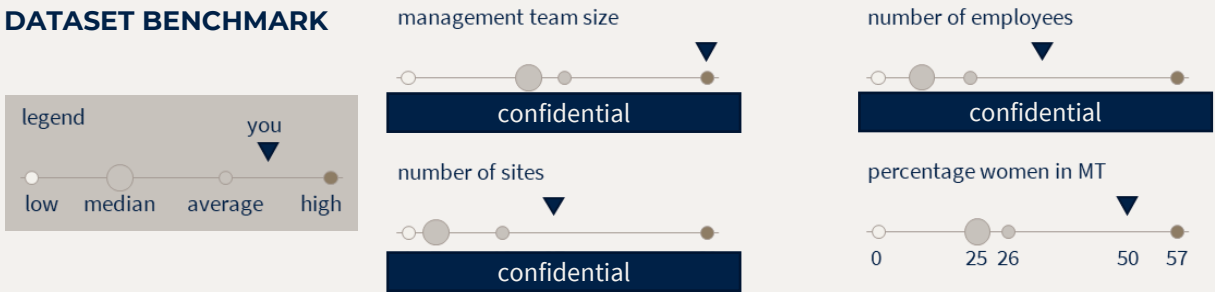 DATASET BENCHMARK
legend
you
low median average high
management team size
confidential
number of employees
confidential
number of sites
confidential
percentage women in MT
0 25 26 50 57